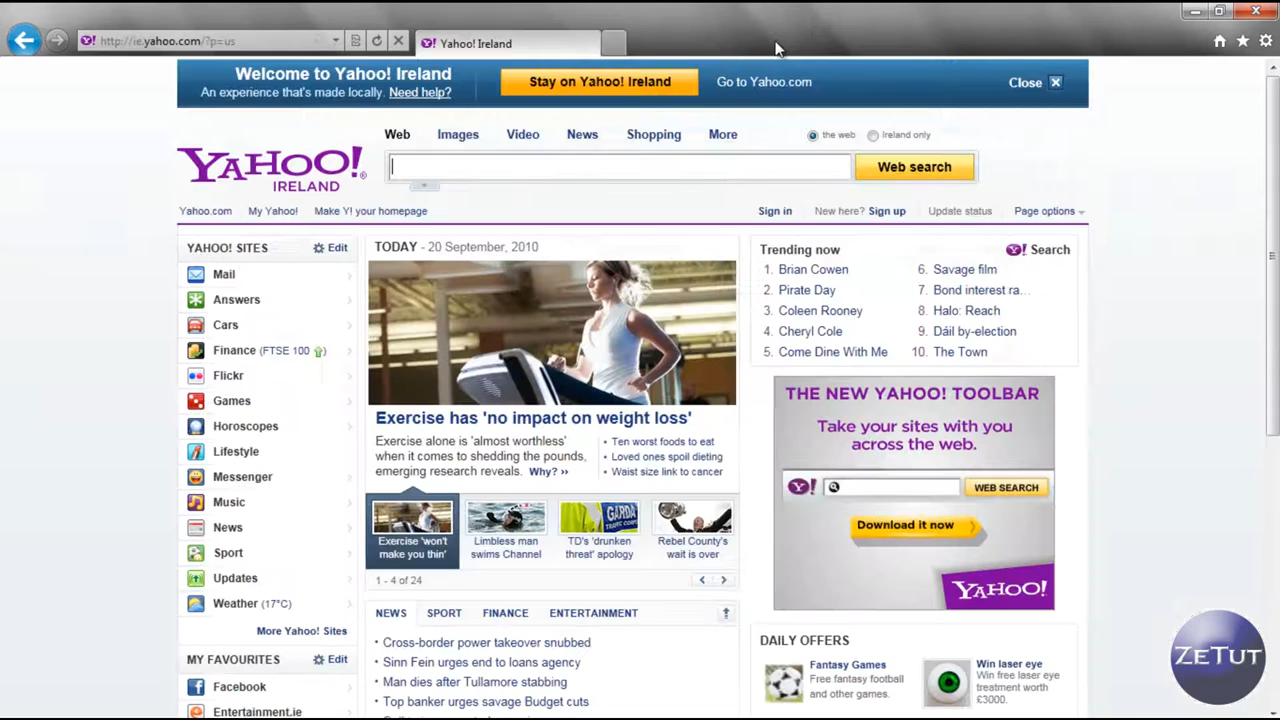 http://ie.yahoo.com/?p=us
Yahoo! Ireland
Welcome to Yahoo! Ireland
An experience that's made locally. Need help?
Stay on Yahoo! Ireland
Go to Yahoo.com
Close
Web Images Video News Shopping More
the web Ireland only
YAHOO!®
IRELAND
Web search
Yahoo.com My Yahoo! Make Y! your homepage
Sign in New here? Sign up Update status Page options
YAHOO! SITES Edit
Mail
Answers
Cars
Finance (FTSE 100)
Flickr
Games
Horoscopes
Lifestyle
Messenger
Music
News
Sport
Updates
Weather (17°C)
More Yahoo! Sites
MY FAVOURITES Edit
Facebook
Entertainment.ie
TODAY - 20 September, 2010
Exercise has 'no impact on weight loss'
Exercise alone is 'almost worthless'
when it comes to shedding the pounds,
emerging research reveals. Why? ››
• Ten worst foods to eat
• Loved ones spoil dieting
• Waist size link to cancer
GARDA
Exercise 'won't
make you thin'
Limbless man
swims Channel
TD's 'drunken
threat' apology
Rebel County's
wait is over
1 - 4 of 24
NEWS SPORT FINANCE ENTERTAINMENT
• Cross-border power takeover snubbed
• Sinn Fein urges end to loans agency
• Man dies after Tullamore stabbing
• Top banker urges savage Budget cuts
Trending now
Y! Search
1. Brian Cowen
2. Pirate Day
3. Coleen Rooney
4. Cheryl Cole
5. Come Dine With Me
6. Savage film
7. Bond interest ra...
8. Halo: Reach
9. Dáil by-election
10. The Town
THE NEW YAHOO! TOOLBAR
Take your sites with you
across the web.
Y! WEB SEARCH
Download it now
YAHOO!
DAILY OFFERS
Fantasy Games
Free fantasy football
and other games.
Win laser eye
Win free laser eye
treatment worth
£3000.
ZETUT